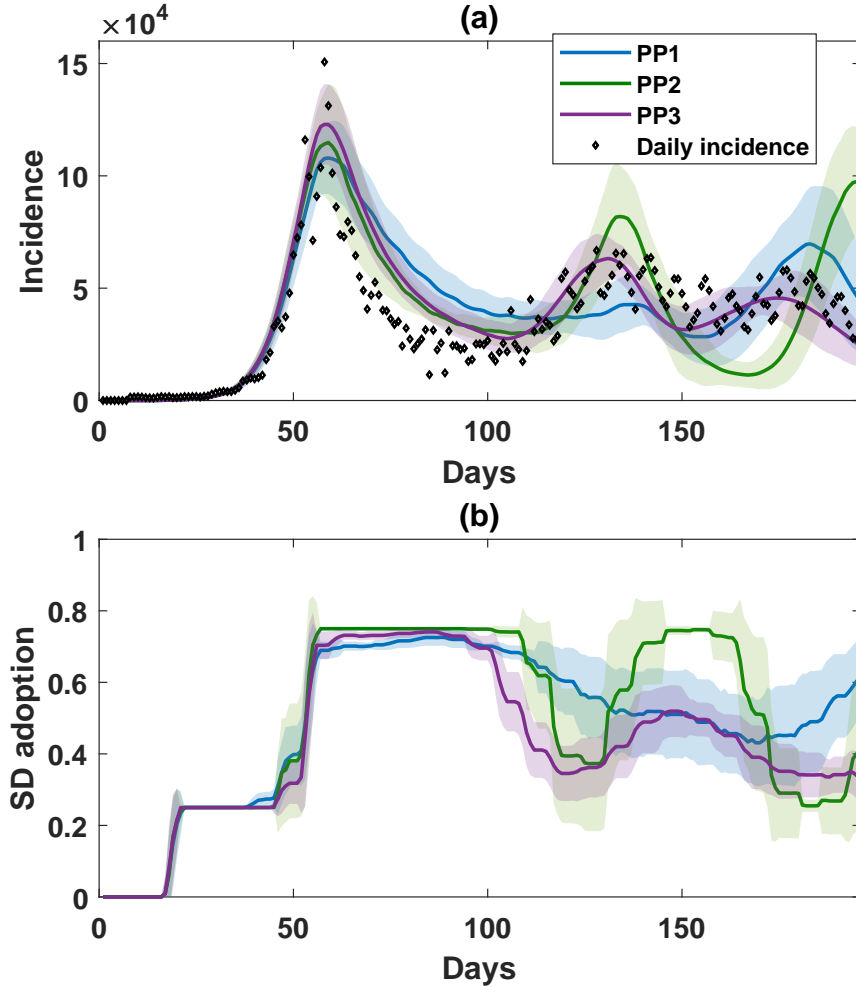 (a)
×10⁴
15
10
5
0
Incidence
PP1
PP2
PP3
Daily incidence
0
50
100
150
Days
(b)
1
0.8
0.6
0.4
0.2
0
SD adoption
0
50
100
150
Days